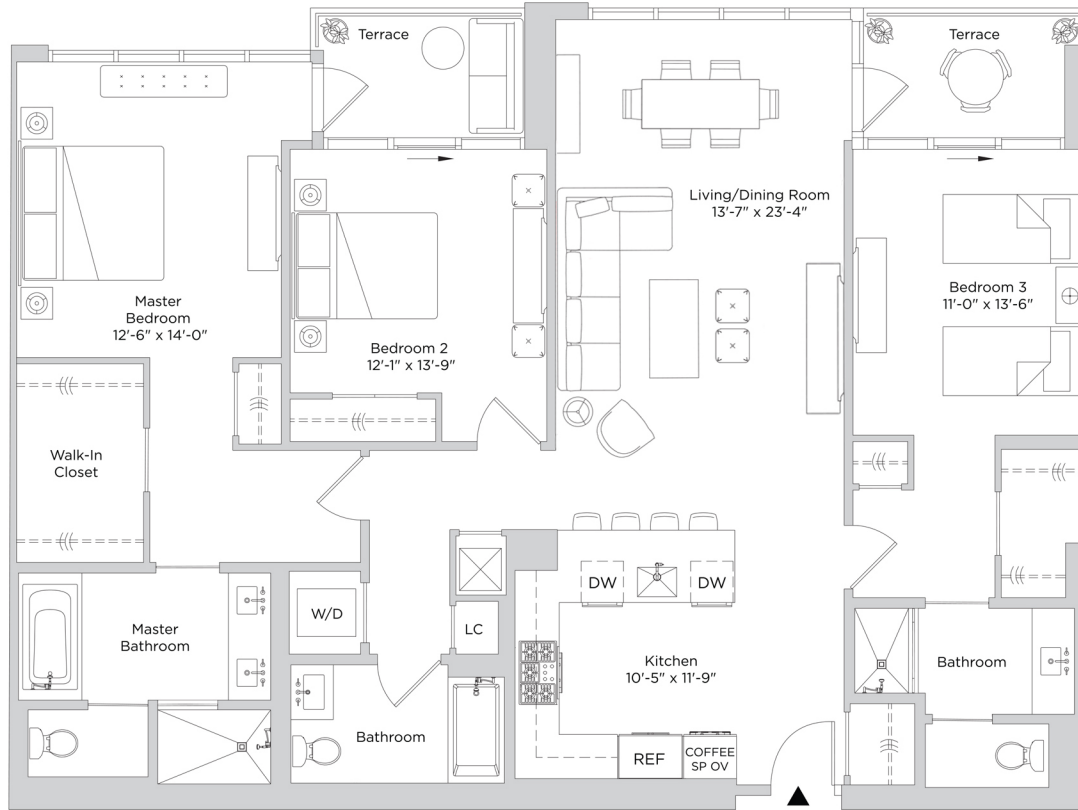 Terrace
Terrace
Living/Dining Room
13'-7" x 23'-4"
Master
Bedroom
12'-6" x 14'-0"
Bedroom 2
12'-1" x 13'-9"
Bedroom 3
11'-0" x 13'-6"
Walk-In
Closet
DW
DW
W/D
LC
Master
Bathroom
Kitchen
10'-5" x 11'-9"
Bathroom
Bathroom
REF
COFFEE
SP OV